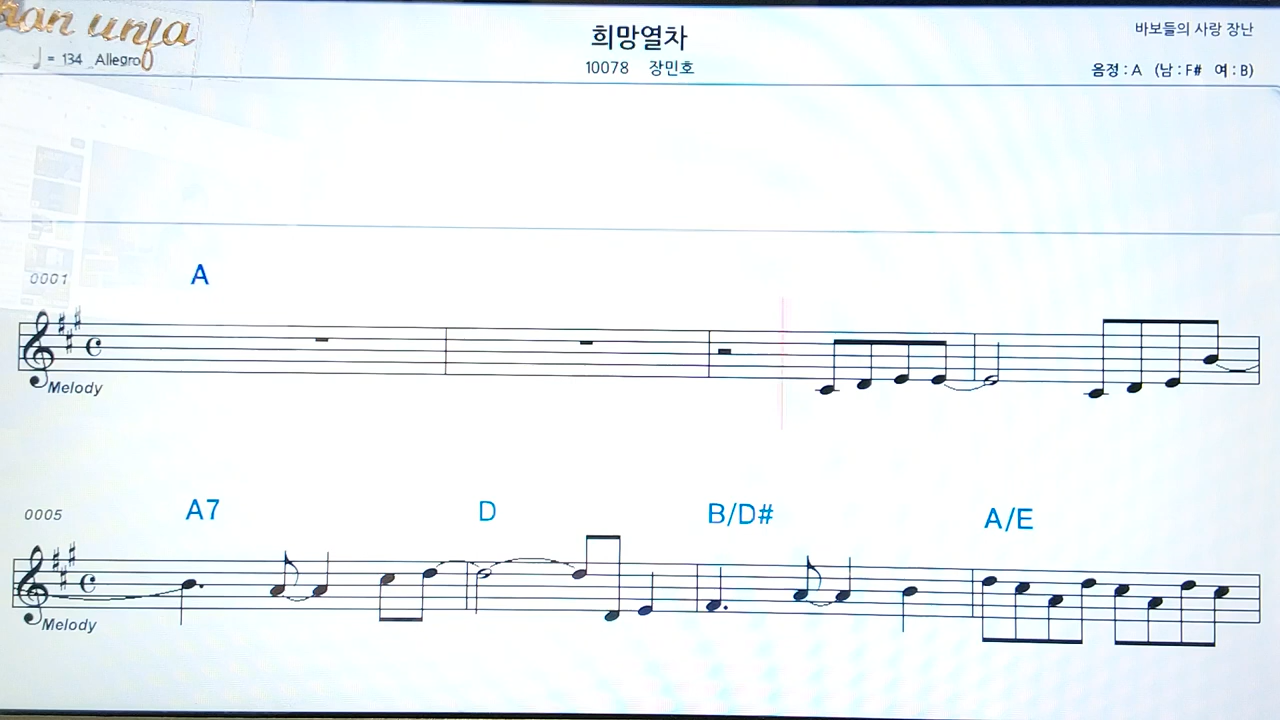 희망열차
바보들의 사랑 장난
♩ = 134 Allegro
10078 장민호
음정 : A (남 : F# 여 : B)
0001
A
Melody
0005
A7 D B/D# A/E
Melody